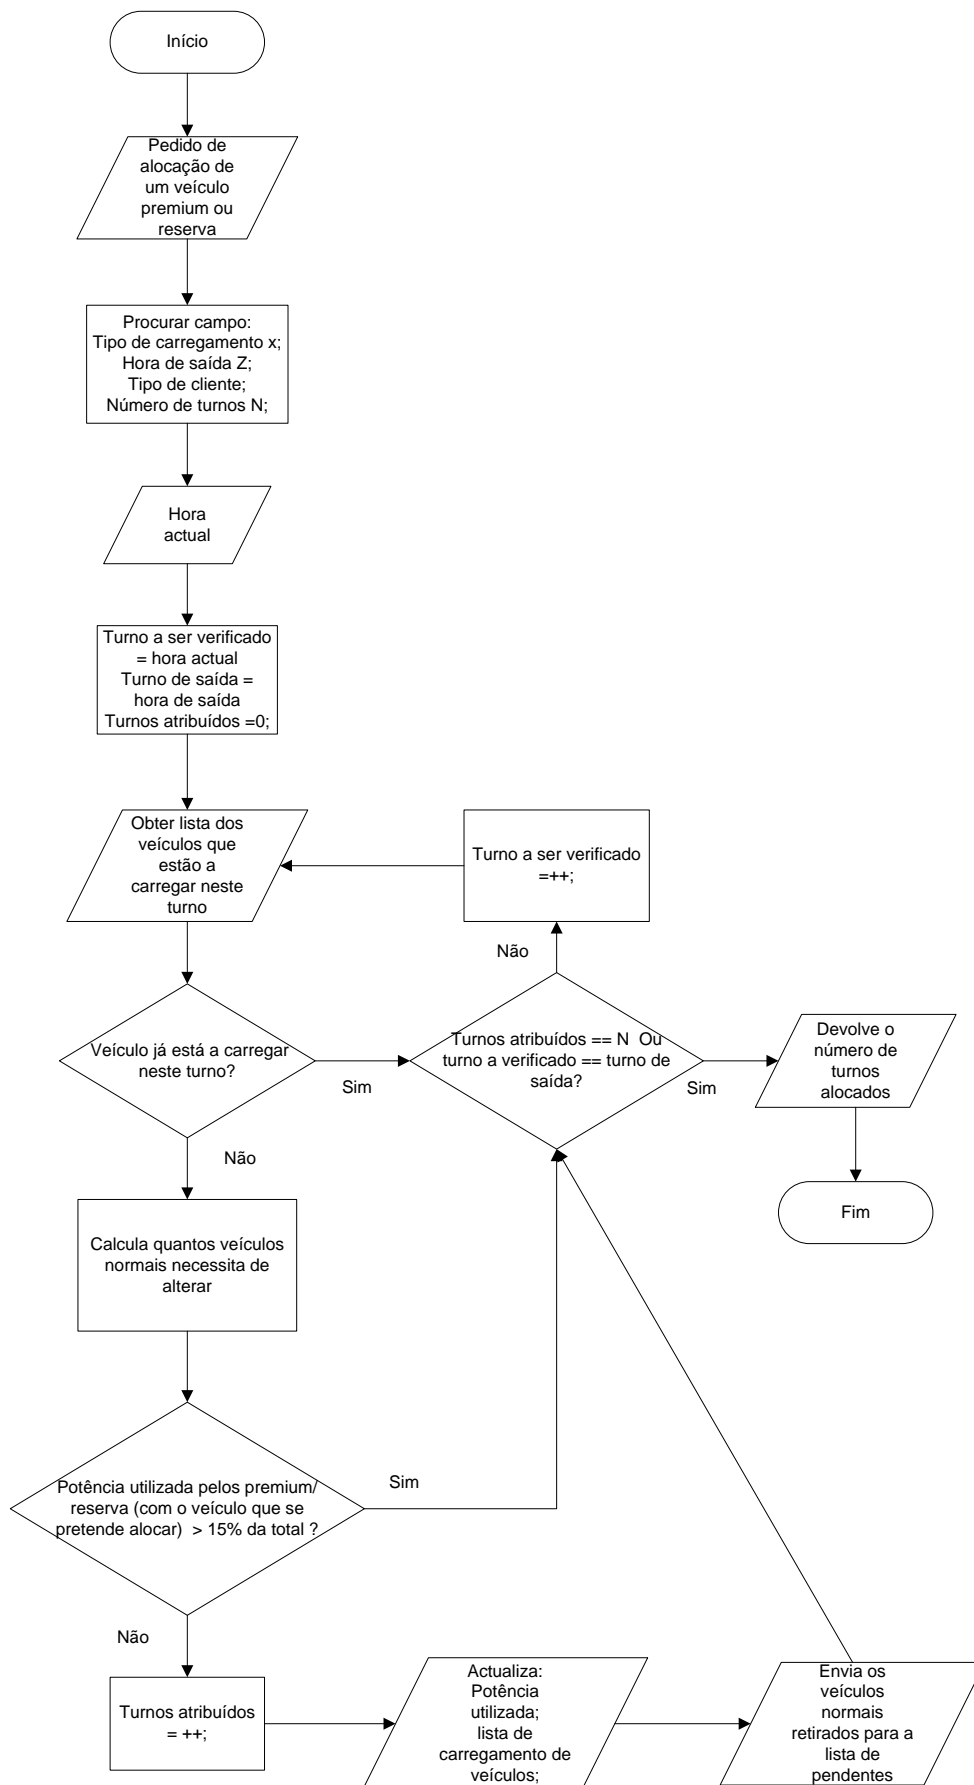 Início
Pedido de
alocação de
um veículo
premium ou
reserva
Procurar campo:
Tipo de carregamento x;
Hora de saída Z;
Tipo de cliente;
Número de turnos N;
Hora
actual
Turno a ser verificado
= hora actual
Turno de saída =
hora de saída
Turnos atribuídos =0;
Obter lista dos
veículos que
estão a
carregar neste
turno
Turno a ser verificado
=++;
Não
Veículo já está a carregar
neste turno?
Sim
Turnos atribuídos == N Ou
turno a verificado == turno de
saída?
Sim
Devolve o
número de
turnos
alocados
Fim
Não
Calcula quantos veículos
normais necessita de
alterar
Potência utilizada pelos premium/
reserva (com o veículo que se
pretende alocar) > 15% da total ?
Sim
Não
Turnos atribuídos
= ++;
Actualiza:
Potência
utilizada;
lista de
carregamento de
veículos;
Envia os
veículos
normais
retirados para a
lista de
pendentes